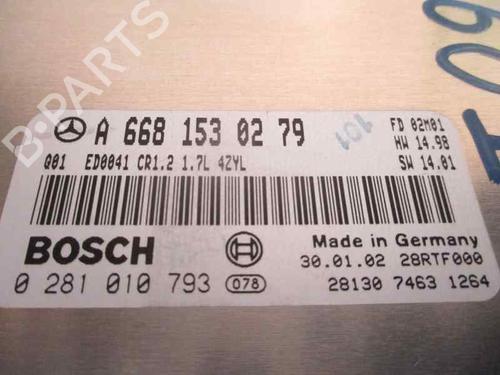 B-PARTS
A 668 153 02 79
101
FD 02M01
HW 14.98
Q01 ED0041 CR1.2 1.7L 4ZYL
SW 14.01
BOSCH
Made in Germany
30.01.02 28RTF000
0 281 010 793 078
28130 7463 1264